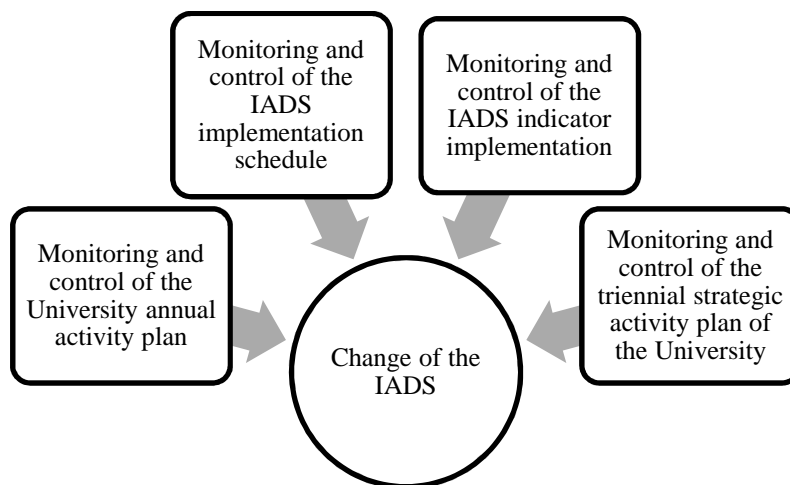 Monitoring and
control of the
IADS
implementation
schedule
Monitoring and
control of the
IADS indicator
implementation
Monitoring and
control of the
University annual
activity plan
Monitoring and
control of the
triennial strategic
activity plan of
the University
Change of the
IADS